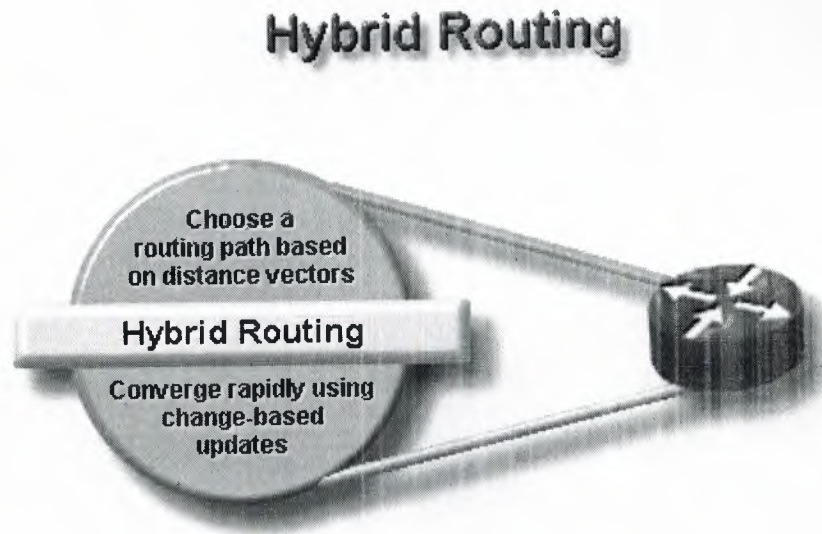 Hybrid Routing
Choose a
routing path based
on distance vectors
Hybrid Routing
Converge rapidly using
change-based
updates